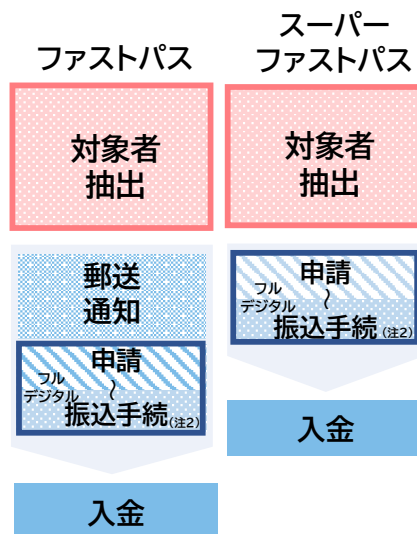 ファストパス
対象者
抽出
郵送
通知
申請
フル
デジタル
～
振込手続(注2)
入金
スーパー
ファストパス
対象者
抽出
申請
フル
デジタル
～
振込手続(注2)
入金